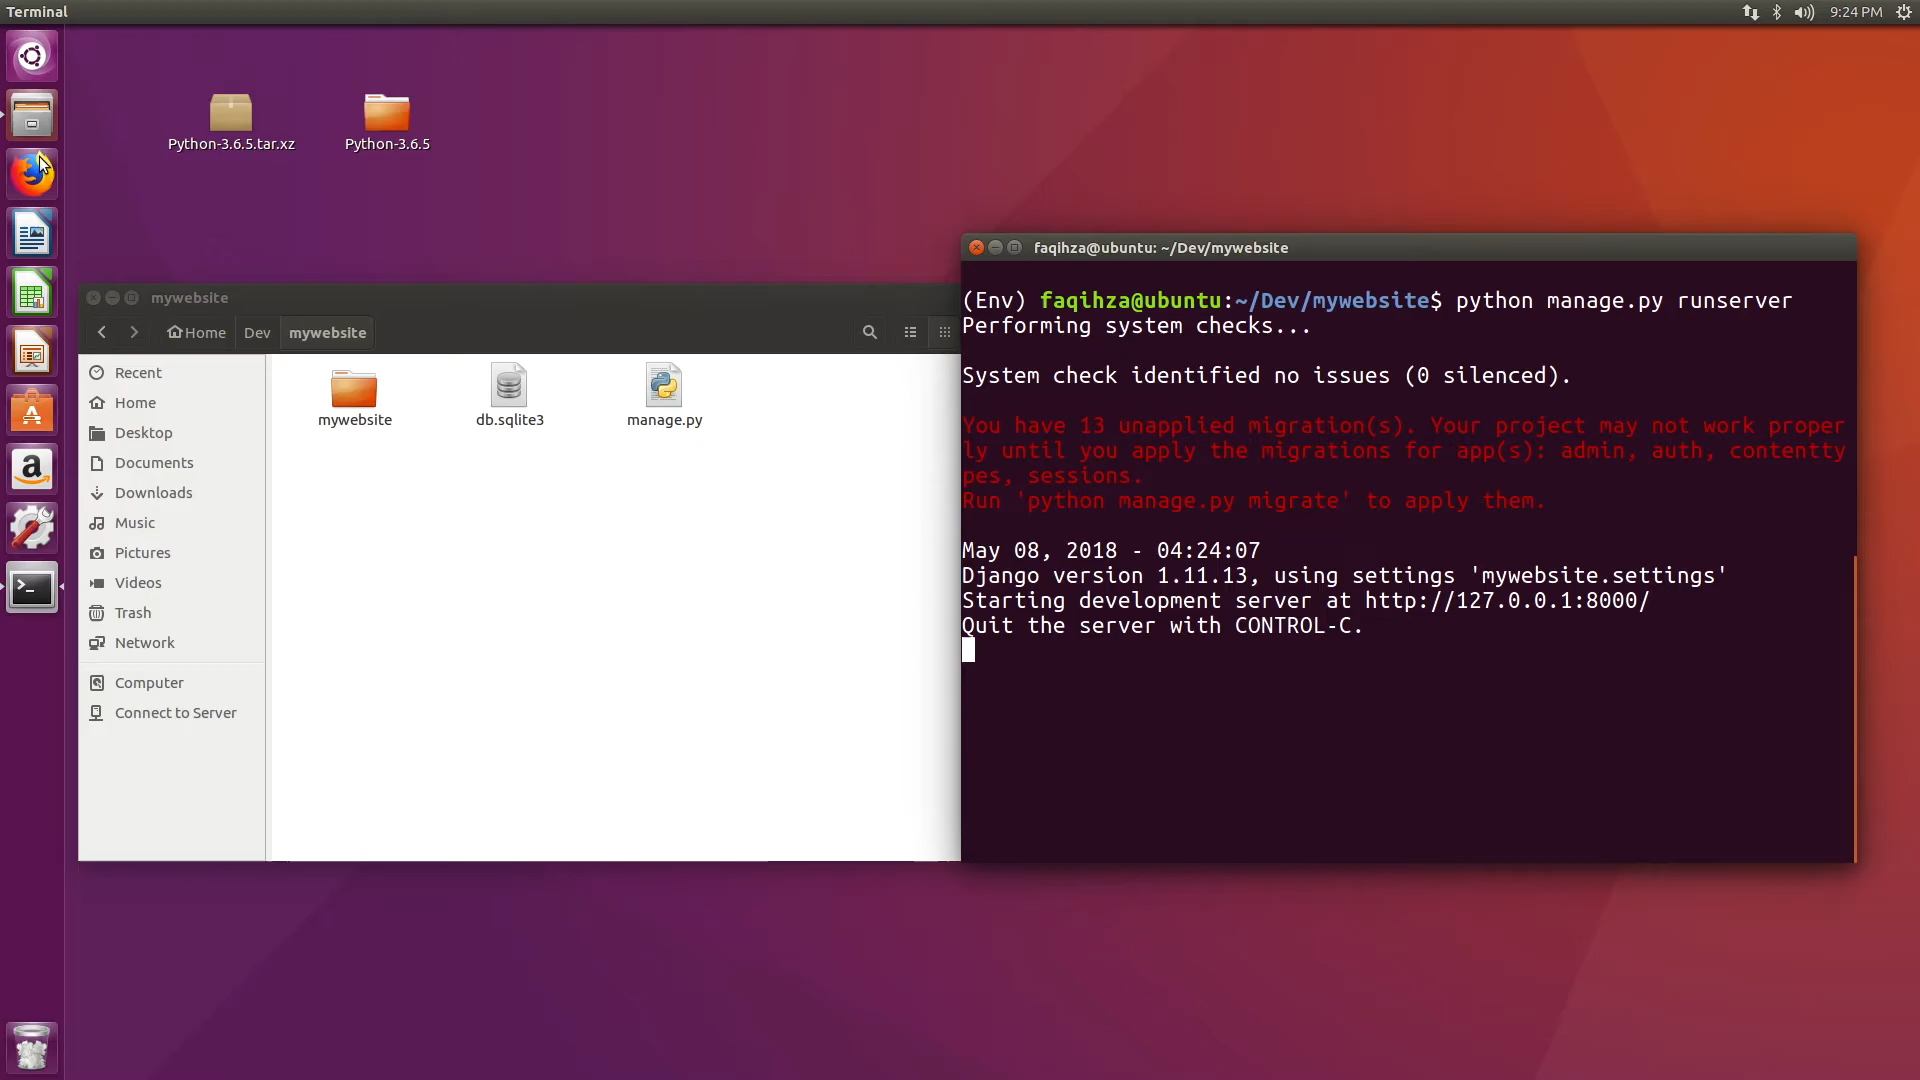 Terminal
9:24 PM
Python-3.6.5.tar.xz
Python-3.6.5
mywebsite
Home
Dev
mywebsite
Recent
Home
Desktop
Documents
Downloads
Music
Pictures
Videos
Trash
Network
Computer
Connect to Server
mywebsite
db.sqlite3
manage.py
faqihza@ubuntu: ~/Dev/mywebsite
(Env) faqihza@ubuntu:~/Dev/mywebsite$ python manage.py runserver
Performing system checks...
System check identified no issues (0 silenced).
You have 13 unapplied migration(s). Your project may not work proper
ly until you apply the migrations for app(s): admin, auth, contentty
pes, sessions.
Run 'python manage.py migrate' to apply them.
May 08, 2018 - 04:24:07
Django version 1.11.13, using settings 'mywebsite.settings'
Starting development server at http://127.0.0.1:8000/
Quit the server with CONTROL-C.